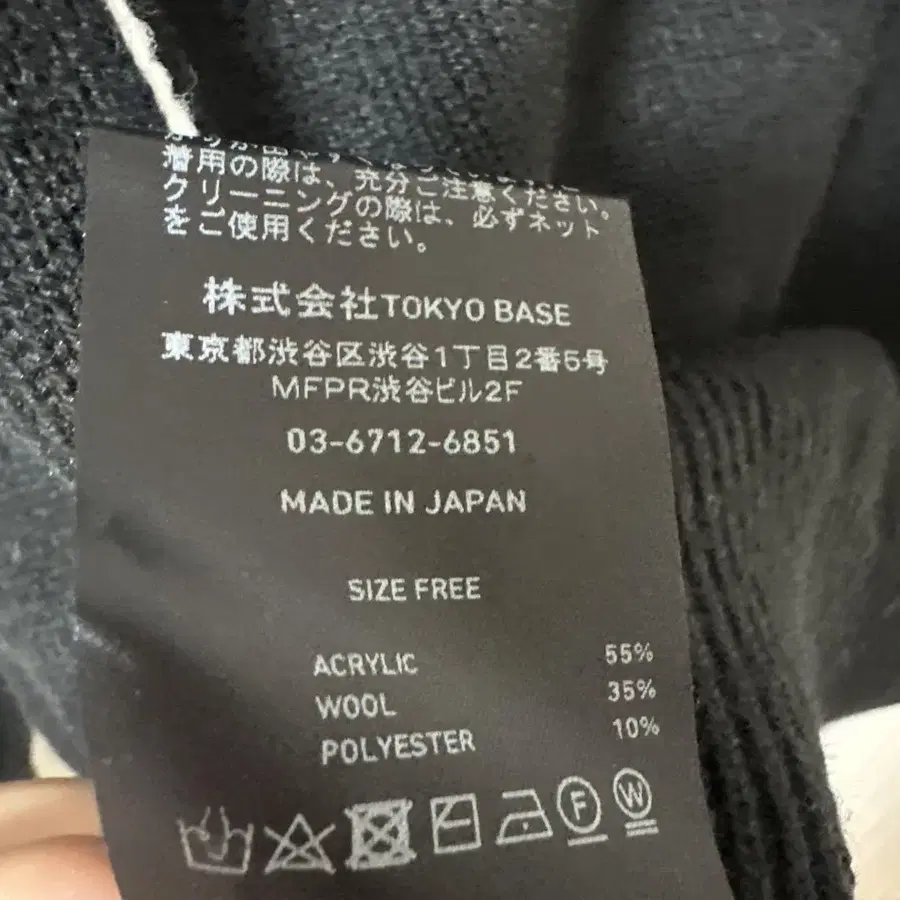 着用の際は、充分ご注意ください。
クリーニングの際は、必ずネット
をご使用ください。
株式会社TOKYO BASE
東京都渋谷区渋谷1丁目2番5号
MFPR渋谷ビル2F
03-6712-6851
MADE IN JAPAN
SIZE FREE
ACRYLIC 55%
WOOL 35%
POLYESTER 10%
F W